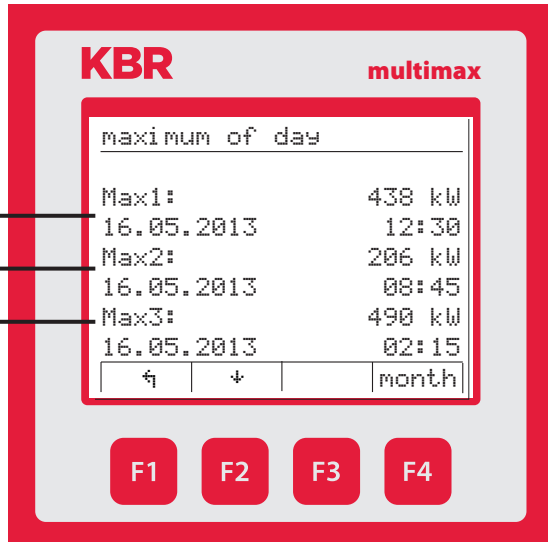 KBR multimax
maximum of day
Max1: 438 kW
16.05.2013 12:30
Max2: 206 kW
16.05.2013 08:45
Max3: 490 kW
16.05.2013 02:15
month
F1 F2 F3 F4